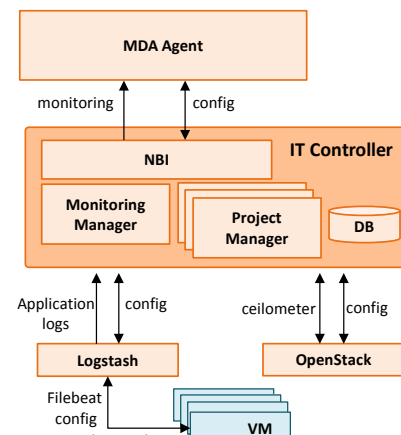 MDA Agent
monitoring
config
IT Controller
NBI
Monitoring
Manager
Project
Manager
DB
Application
logs
config
ceilometer
config
Logstash
OpenStack
Filebeat
config
VM